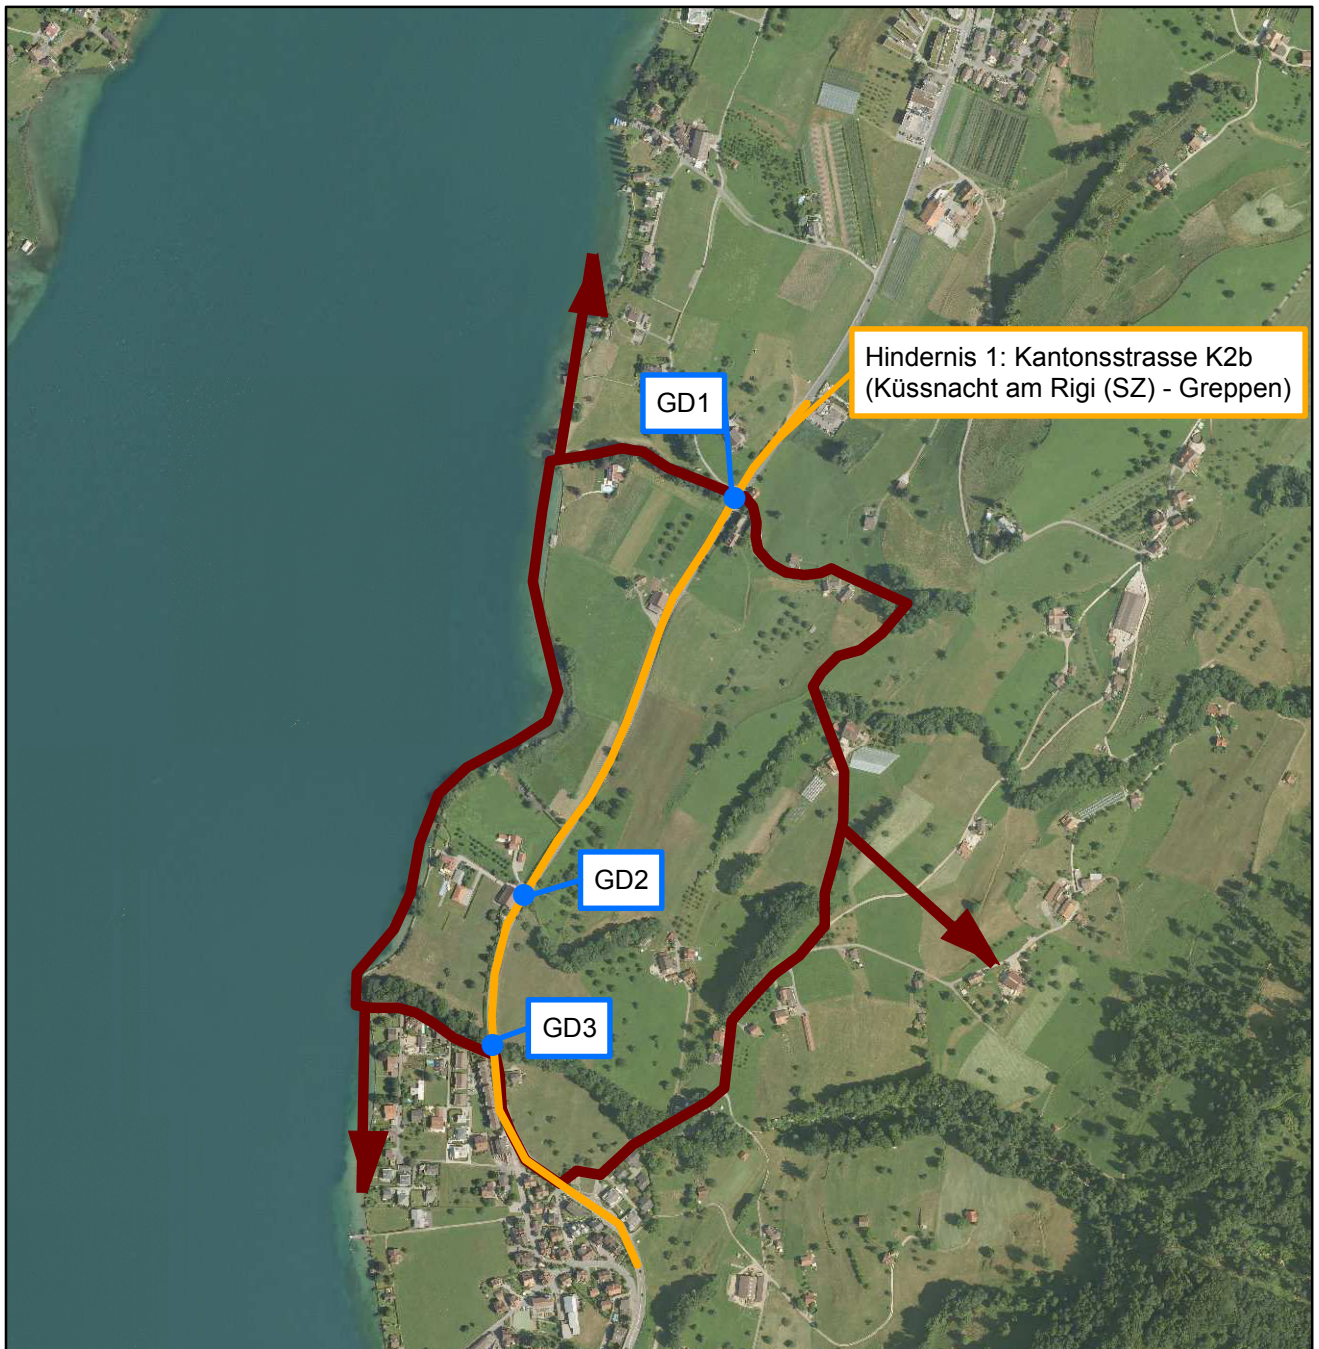 Hindernis 1: Kantonsstrasse K2b
(Küssnacht am Rigi (SZ) - Greppen)
GD1
GD2
GD3